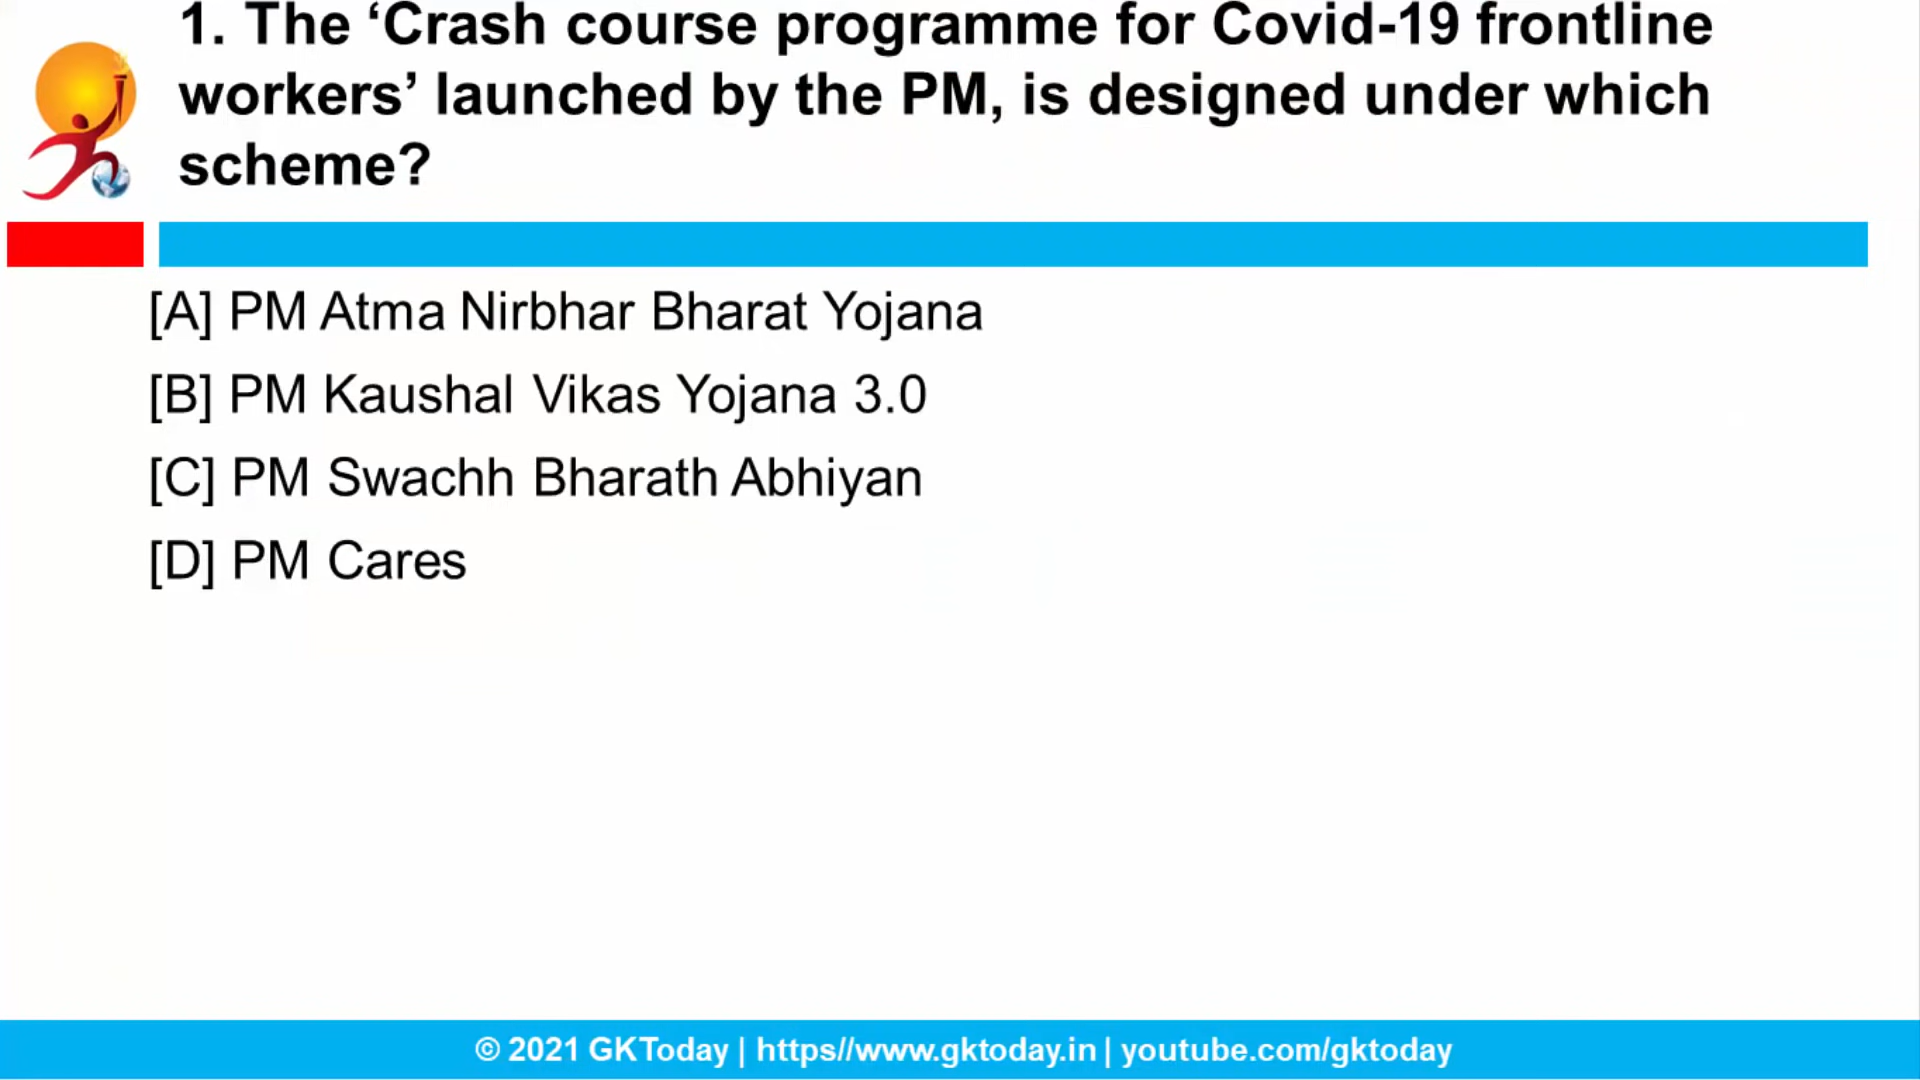 1. The ‘Crash course programme for Covid-19 frontline
workers’ launched by the PM, is designed under which
scheme?
[A] PM Atma Nirbhar Bharat Yojana
[B] PM Kaushal Vikas Yojana 3.0
[C] PM Swachh Bharath Abhiyan
[D] PM Cares
© 2021 GKToday | https//www.gktoday.in | youtube.com/gktoday